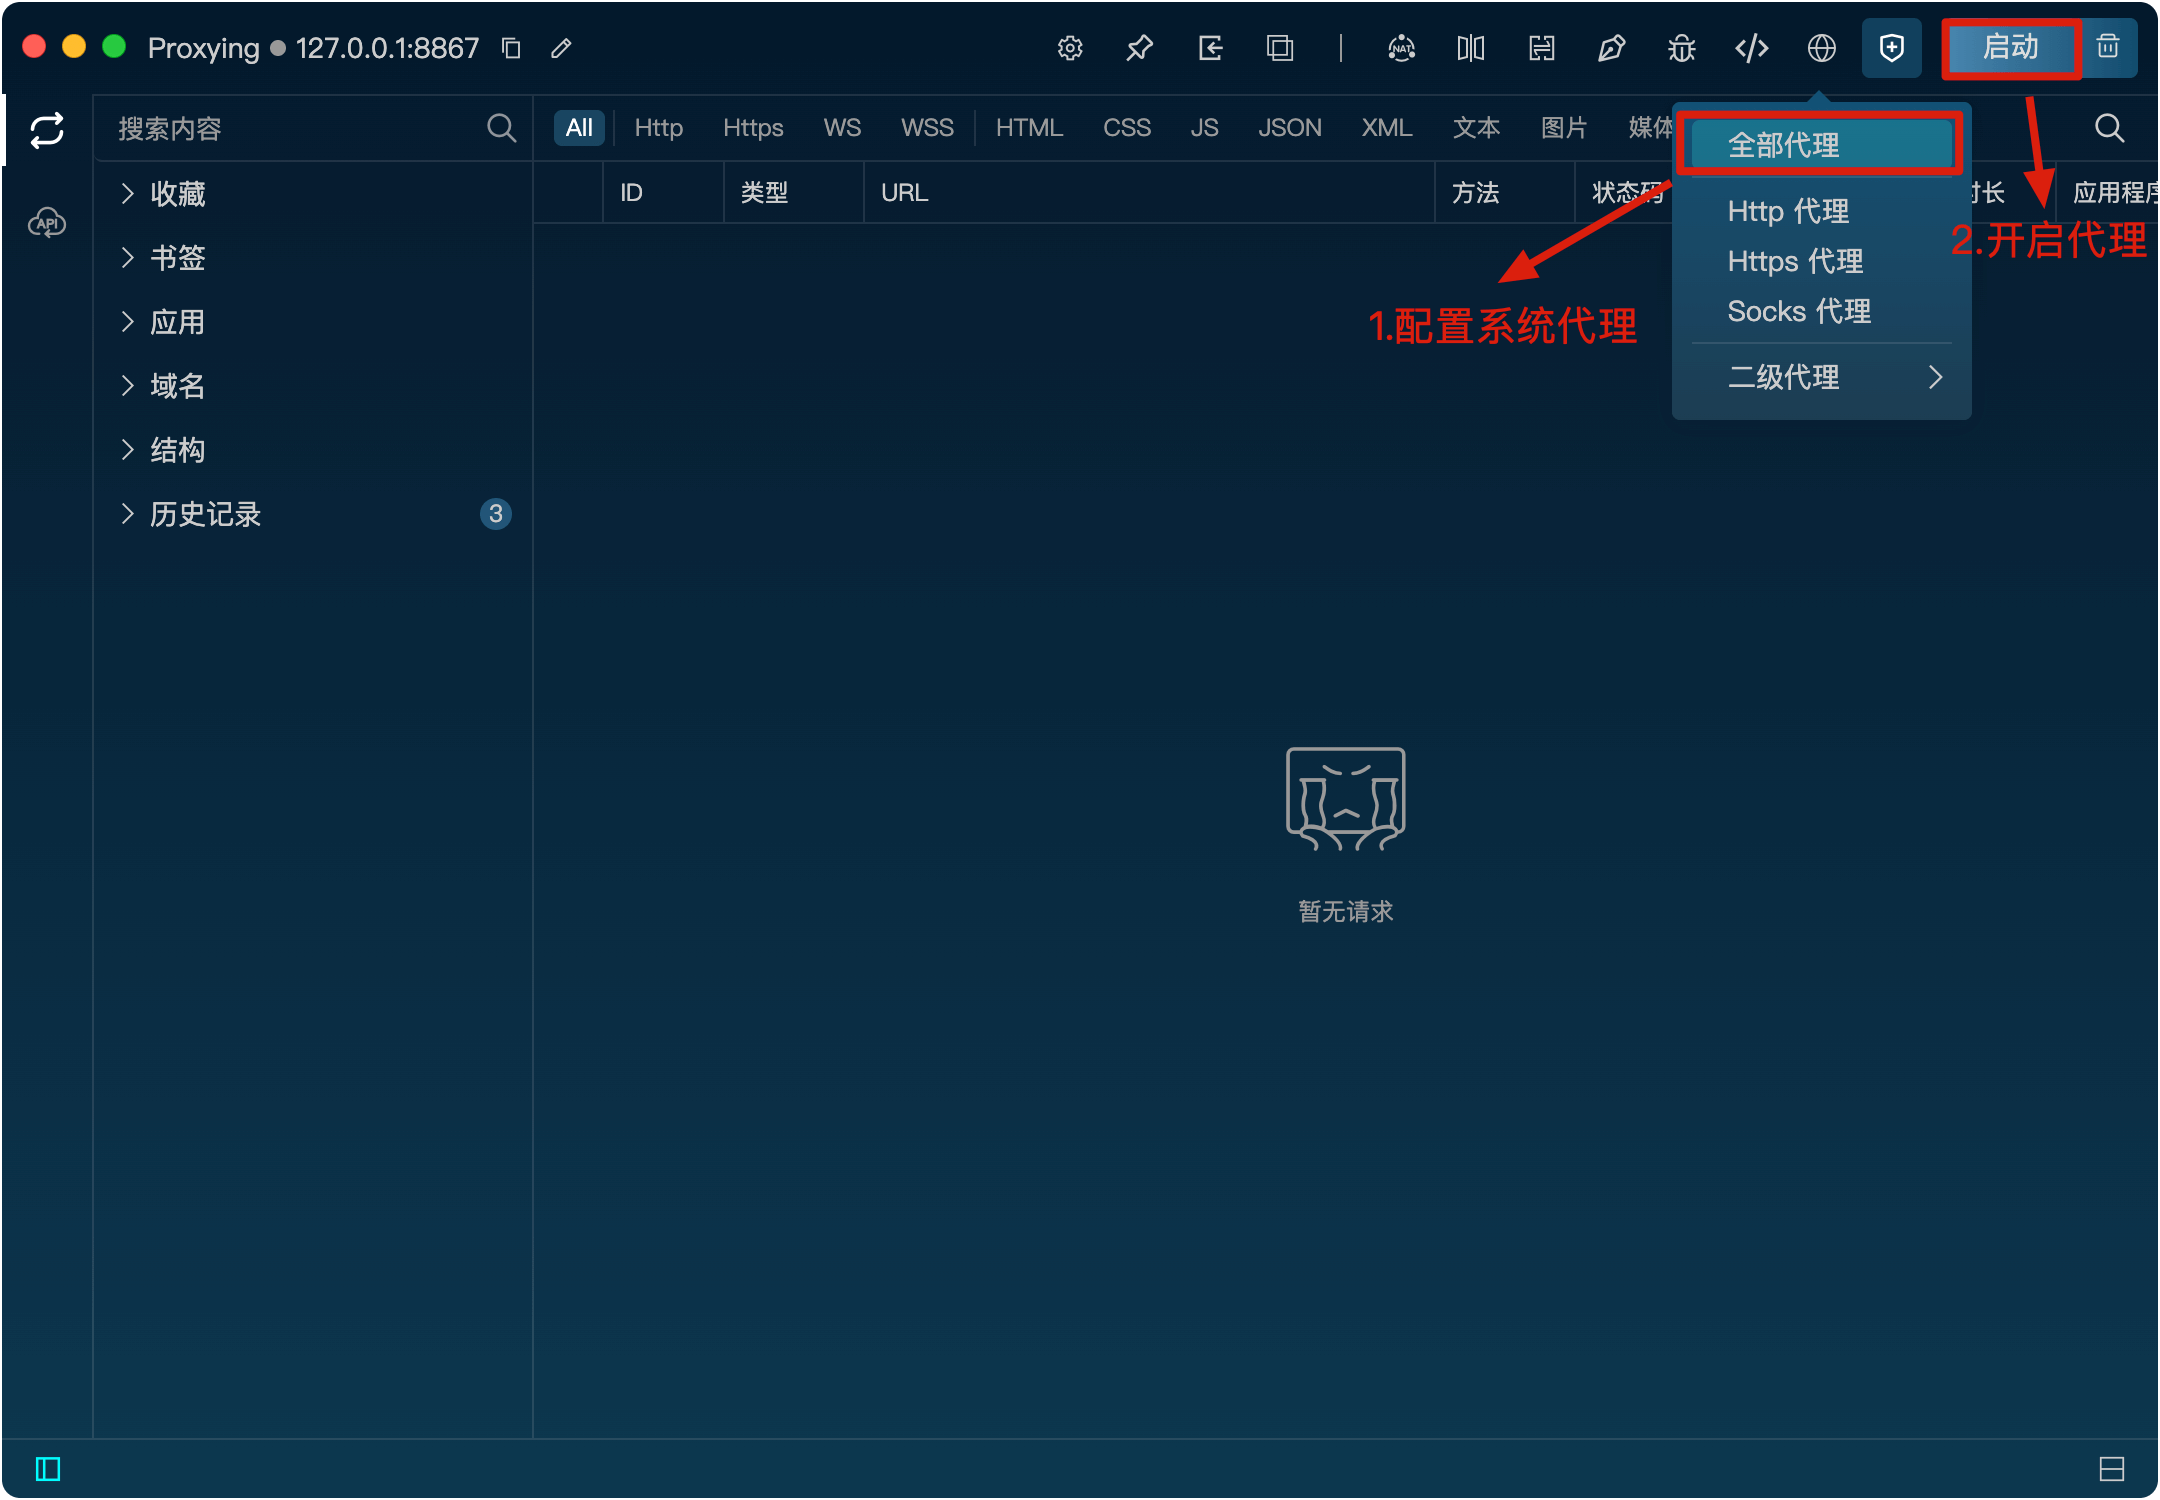 Proxying 127.0.0.1:8867
NAT
启动
搜索内容
All Http Https WS WSS HTML CSS JS JSON XML 文本 图片 媒体
API
收藏
书签
应用
域名
结构
历史记录 3
ID 类型 URL 方法 状态码 时长 应用程序
全部代理
Http 代理
Https 代理
Socks 代理
二级代理
1.配置系统代理
2.开启代理
暂无请求